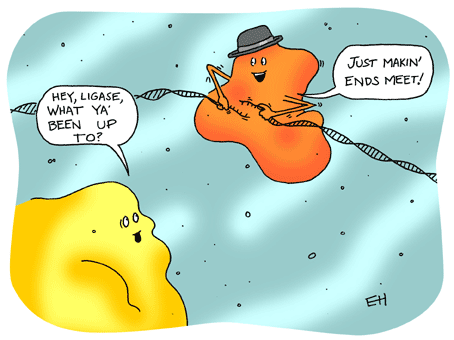 HEY, LIGASE,
WHAT YA'
BEEN UP
TO?
JUST MAKIN'
ENDS MEET!
EH